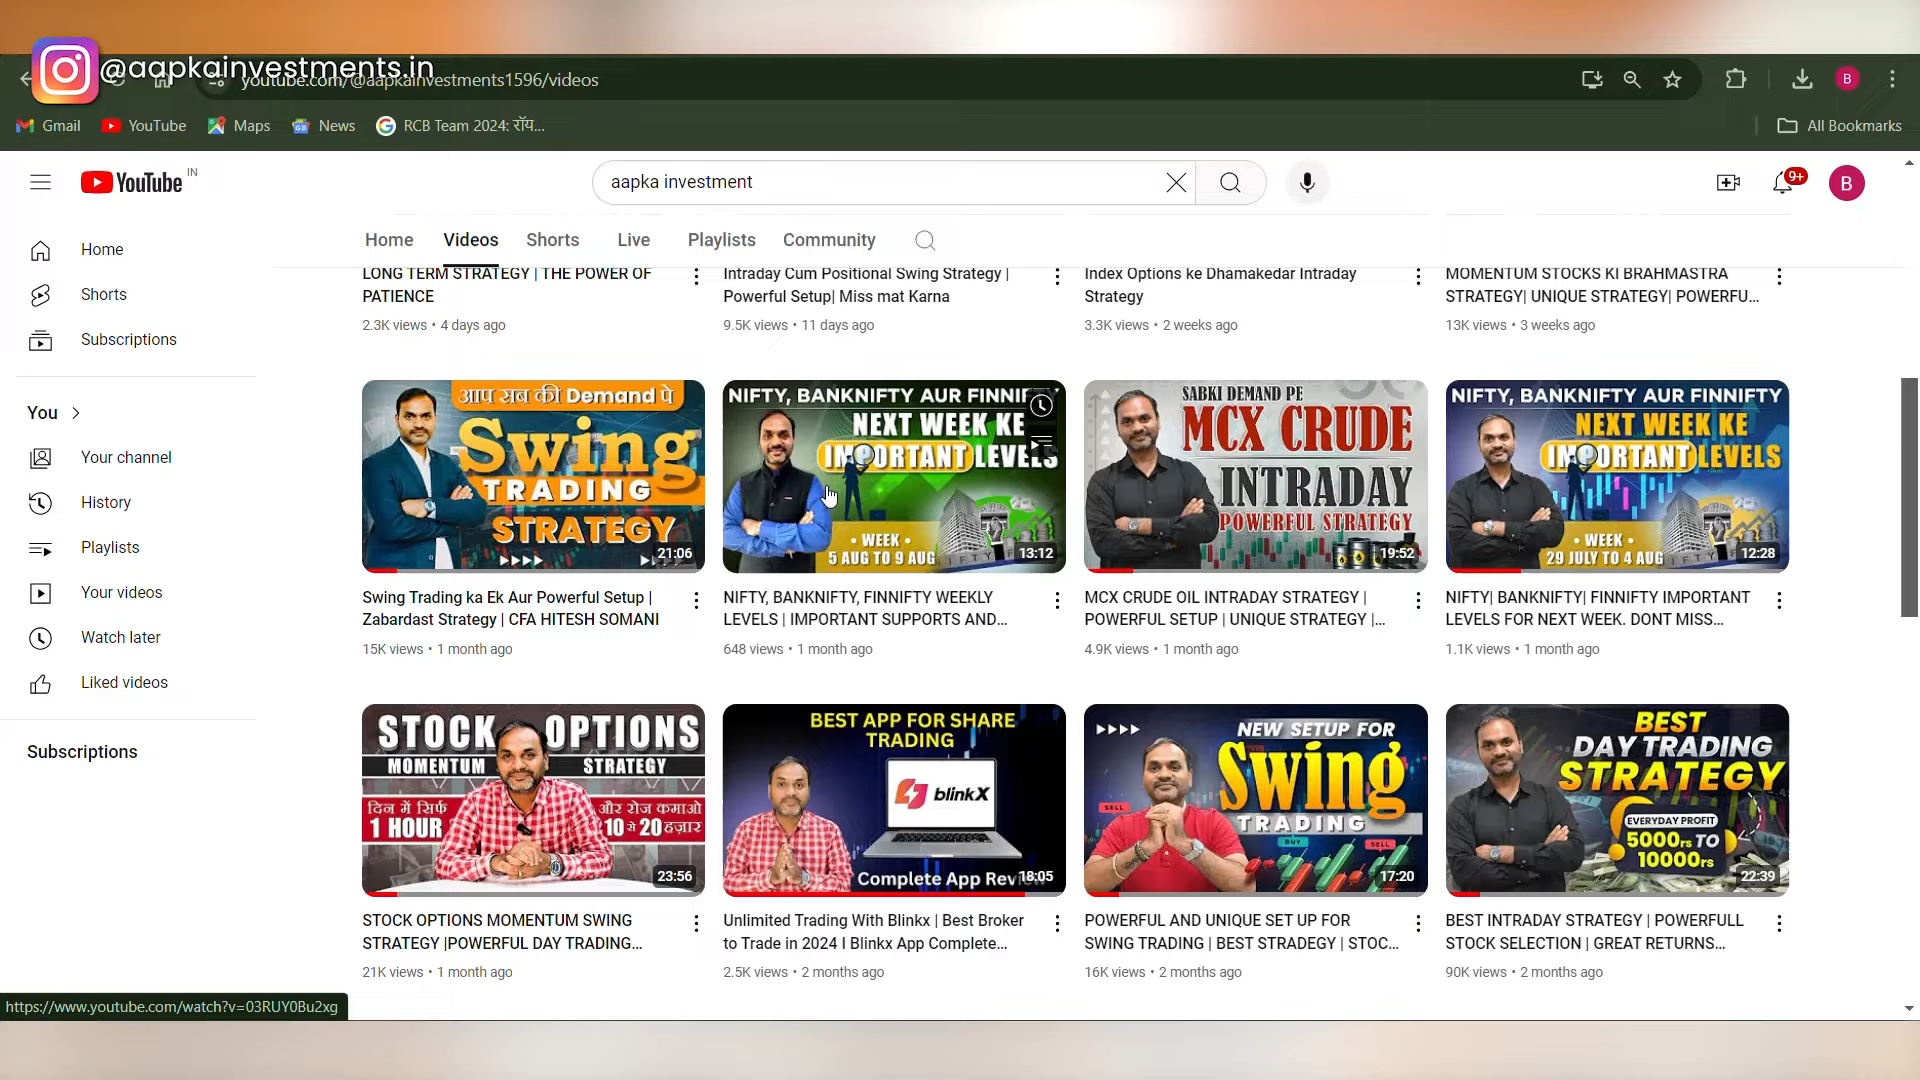 @aapkainvestments.in
youtube.com/@aapkainvestments1596/videos
B
Gmail
YouTube
Maps
News
RCB Team 2024: रॉय...
All Bookmarks
YouTube IN
aapka investment
9+
B
Home
Videos
Shorts
Live
Playlists
Community
Home
Shorts
Subscriptions
You
Your channel
History
Playlists
Your videos
Watch later
Liked videos
Subscriptions
LONG TERM STRATEGY | THE POWER OF
PATIENCE
2.3K views • 4 days ago
Intraday Cum Positional Swing Strategy |
Powerful Setup| Miss mat Karna
9.5K views • 11 days ago
Index Options ke Dhamakedar Intraday
Strategy
3.3K views • 2 weeks ago
MOMENTUM STOCKS KI BRAHMASTRA
STRATEGY| UNIQUE STRATEGY| POWERFU...
13K views • 3 weeks ago
आप सब की Demand पे
Swing
TRADING
STRATEGY
21:06
Swing Trading ka Ek Aur Powerful Setup |
Zabardast Strategy | CFA HITESH SOMANI
15K views • 1 month ago
NIFTY, BANKNIFTY AUR FINNIFTY
NEXT WEEK KE
IMPORTANT LEVELS
• WEEK •
5 AUG TO 9 AUG
13:12
NIFTY, BANKNIFTY, FINNIFTY WEEKLY
LEVELS | IMPORTANT SUPPORTS AND...
648 views • 1 month ago
SABKI DEMAND PE
MCX CRUDE
INTRADAY
POWERFUL STRATEGY
19:52
MCX CRUDE OIL INTRADAY STRATEGY |
POWERFUL SETUP | UNIQUE STRATEGY |...
4.9K views • 1 month ago
NIFTY, BANKNIFTY AUR FINNIFTY
NEXT WEEK KE
IMPORTANT LEVELS
• WEEK •
29 JULY TO 4 AUG
12:28
NIFTY| BANKNIFTY| FINNIFTY IMPORTANT
LEVELS FOR NEXT WEEK. DONT MISS...
1.1K views • 1 month ago
STOCK OPTIONS
MOMENTUM STRATEGY
दिन में सिर्फ और रोज कमाओ
1 HOUR 10 से 20 हज़ार
23:56
STOCK OPTIONS MOMENTUM SWING
STRATEGY |POWERFUL DAY TRADING...
21K views • 1 month ago
BEST APP FOR SHARE
TRADING
blinkX
Complete App Review
18:05
Unlimited Trading With Blinkx | Best Broker
to Trade in 2024 I Blinkx App Complete...
2.5K views • 2 months ago
NEW SETUP FOR
Swing
TRADING
SELL
BUY
SELL
17:20
POWERFUL AND UNIQUE SET UP FOR
SWING TRADING | BEST STRADEGY | STOC...
16K views • 2 months ago
BEST
DAY TRADING
STRATEGY
EVERYDAY PROFIT
5000rs TO
10000rs
22:39
BEST INTRADAY STRATEGY | POWERFULL
STOCK SELECTION | GREAT RETURNS...
90K views • 2 months ago
https://www.youtube.com/watch?v=03RUY0Bu2xg